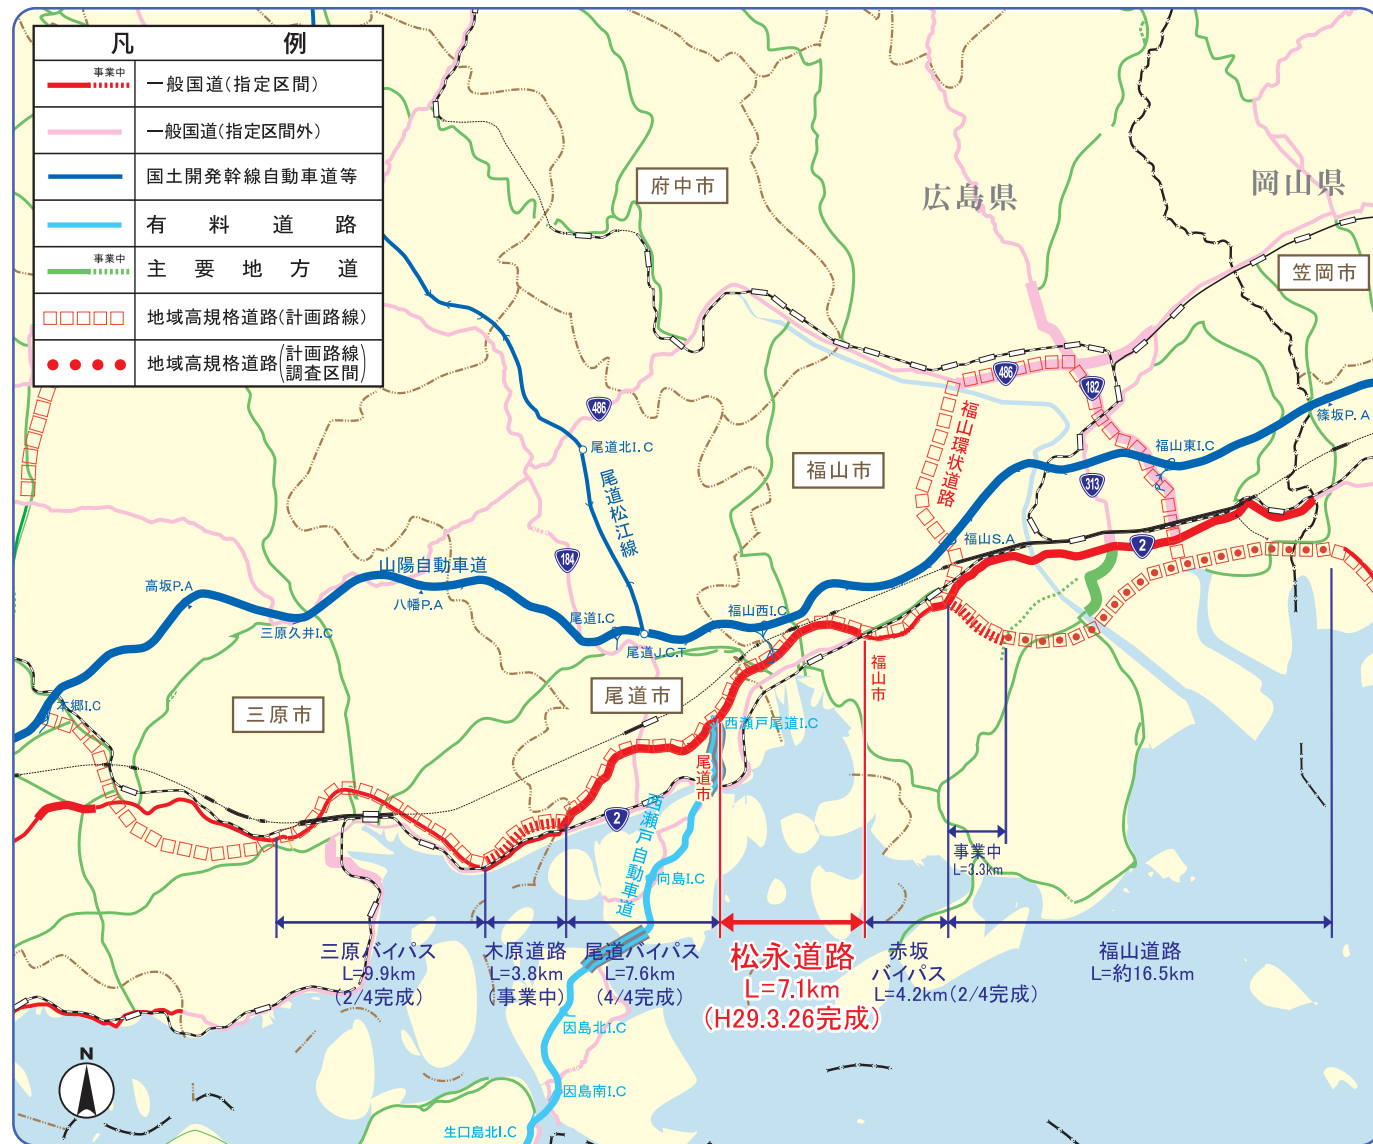 凡 例
事業中
一般国道(指定区間)
一般国道(指定区間外)
国土開発幹線自動車道等
有料道路
事業中
主要地方道
地域高規格道路(計画路線)
地域高規格道路(計画路線
調査区間)
府中市
広島県
岡山県
笠岡市
486
486
182
福山環状道路
篠坂P.A
福山東I.C
尾道北I.C
福山市
尾道松江線
313
184
2
福山S.A
山陽自動車道
高坂P.A
八幡P.A
三原久井I.C
尾道I.C
福山西I.C
尾道J.C.T
福山市
尾道市
三原市
本郷I.C
西瀬戸尾道I.C
尾道市
2
西瀬戸自動車道
向島I.C
事業中
L=3.3km
三原バイパス
L=9.9km
(2/4完成)
木原道路
L=3.8km
(事業中)
尾道バイパス
L=7.6km
(4/4完成)
松永道路
L=7.1km
(H29.3.26完成)
赤坂
バイパス
L=4.2km(2/4完成)
福山道路
L=約16.5km
因島北I.C
因島南I.C
生口島北I.C
N